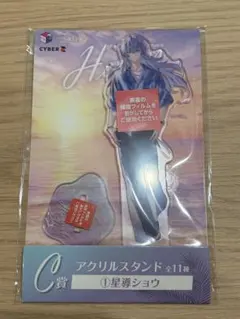 CYBER Z
Hi
表面の
保護フィルムを
剥がしてから
ご使用ください
C賞
アクリルスタンド 全11種
①星導ショウ